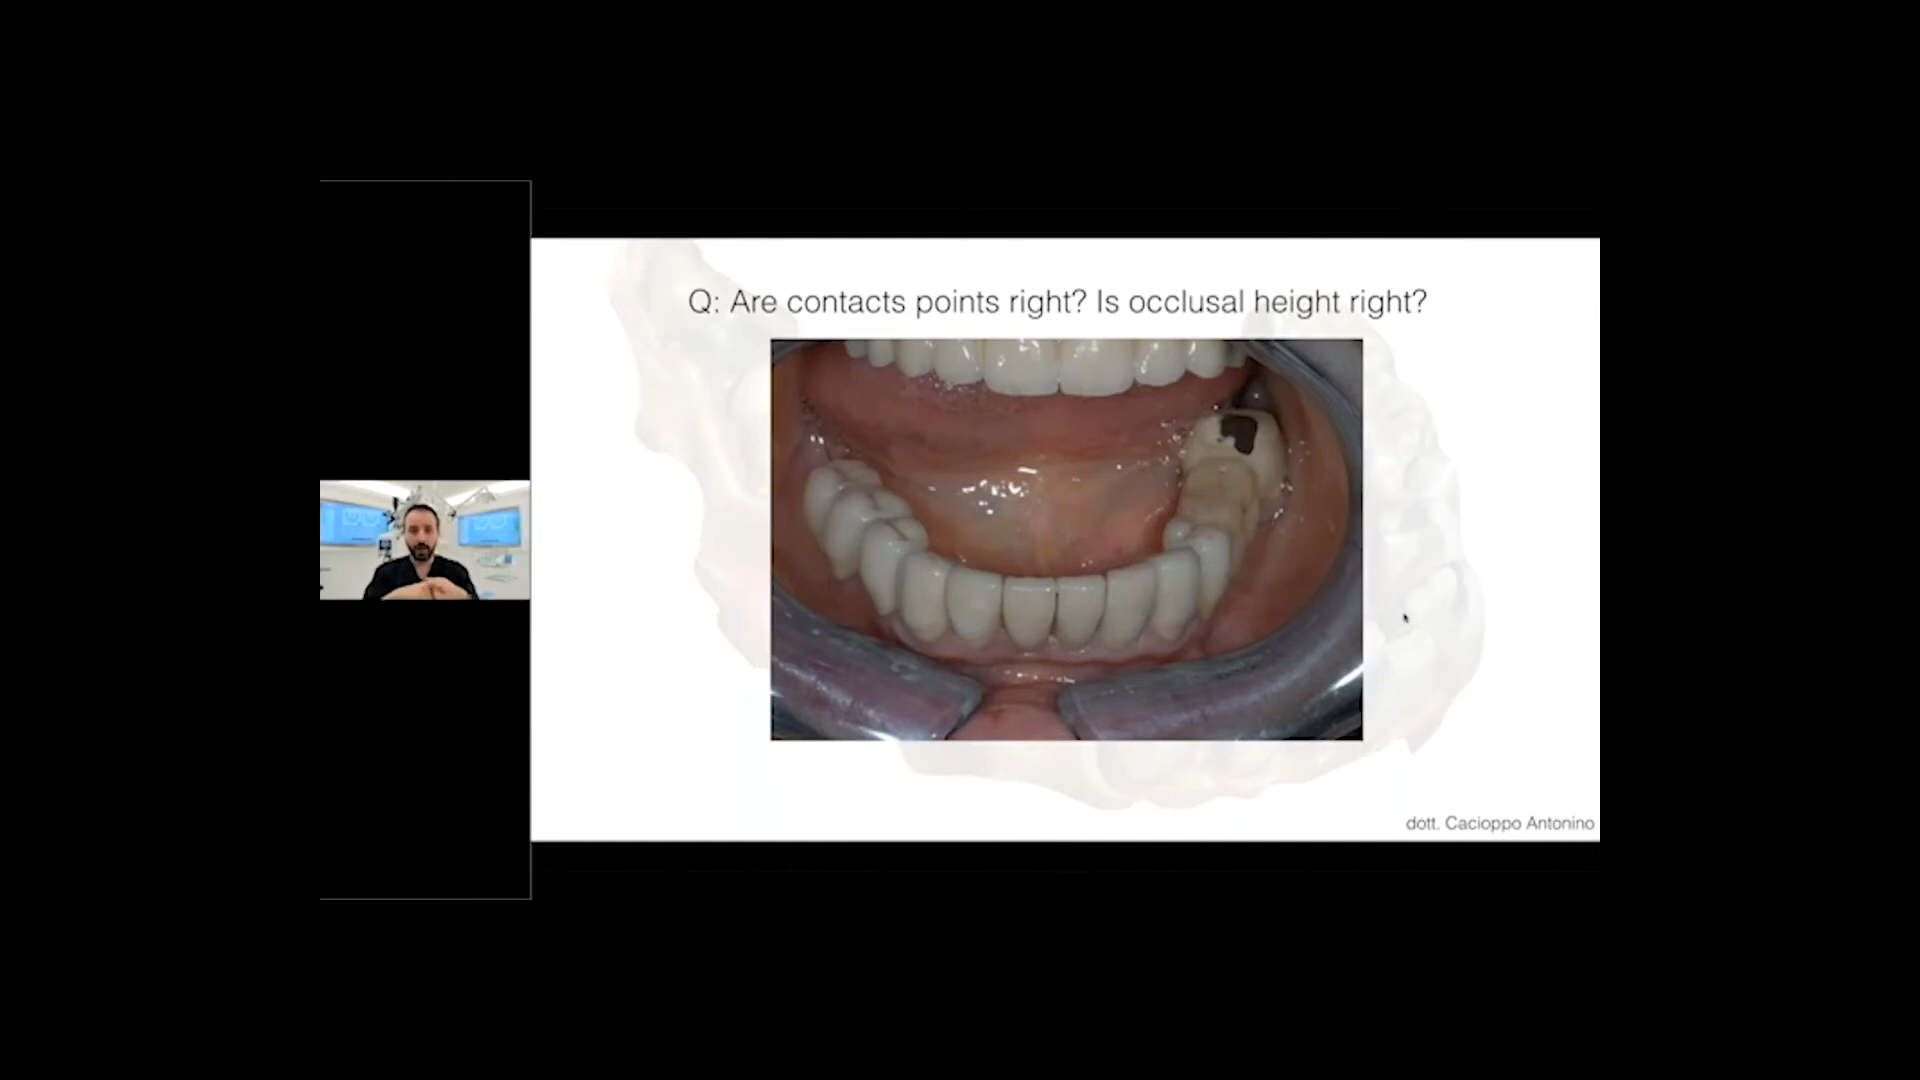 Q: Are contacts points right? Is occlusal height right?
dott. Cacioppo Antonino